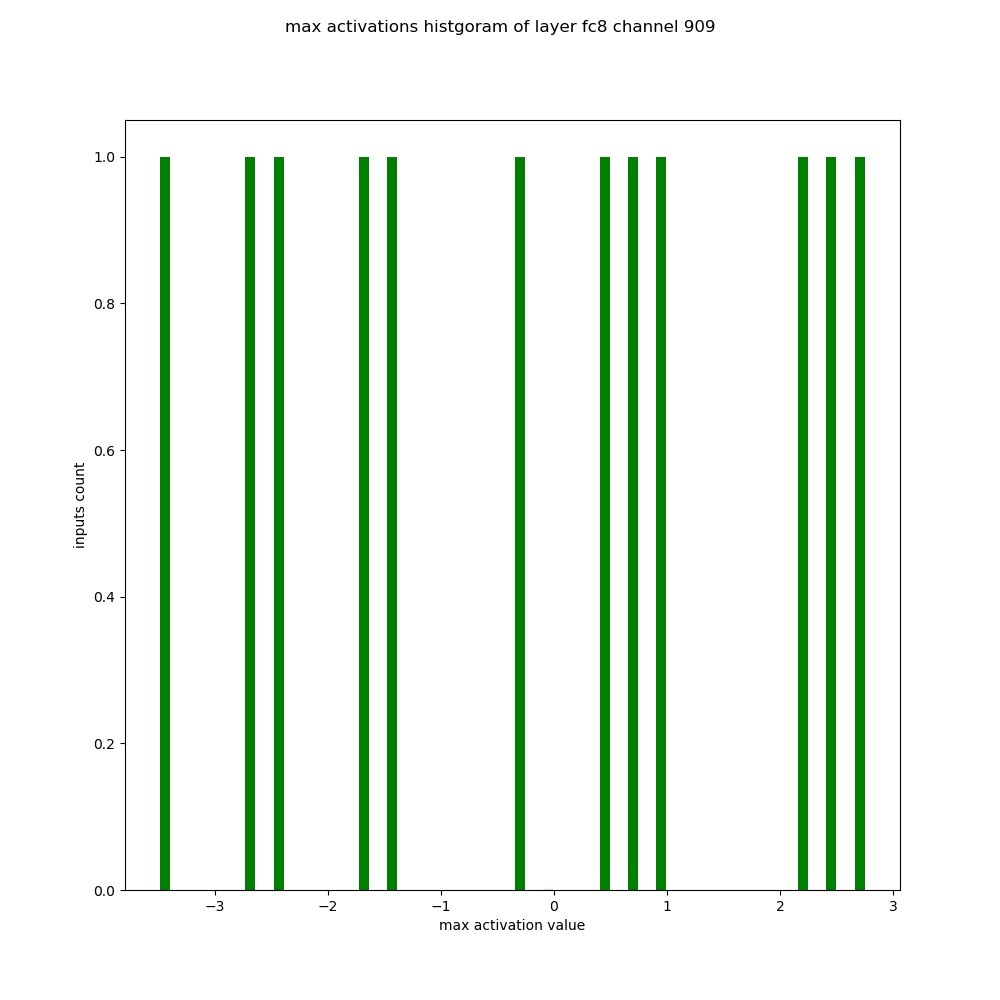 max activations histgoram of layer fc8 channel 909
1.0
0.8
0.6
0.4
0.2
0.0
inputs count
−3 −2 −1 0 1 2 3
max activation value